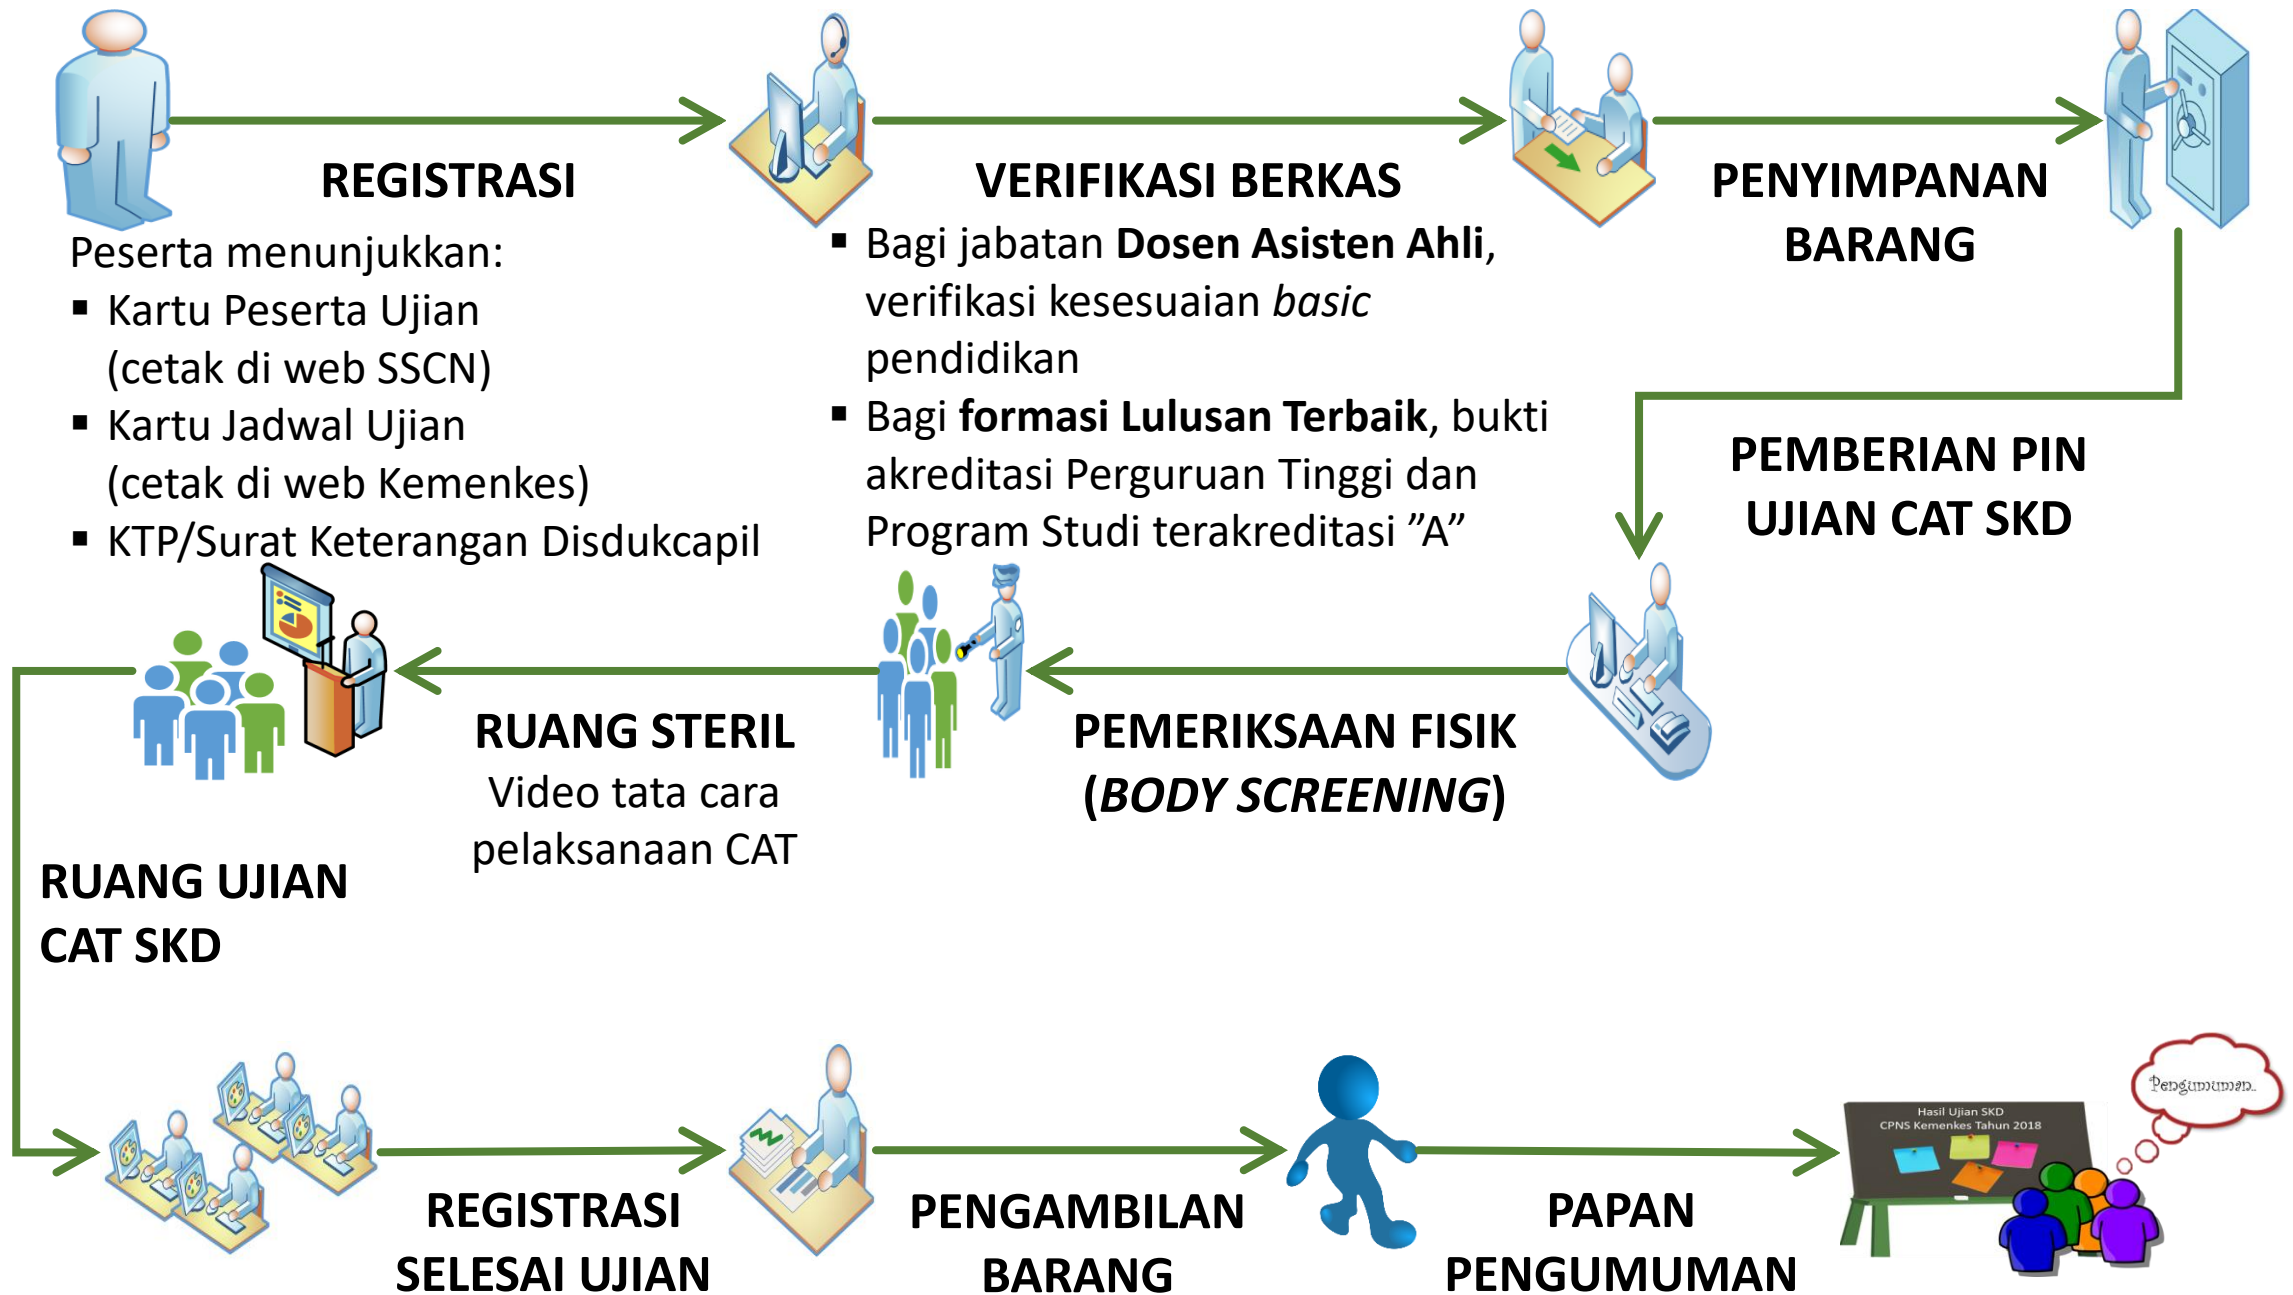 REGISTRASI
Peserta menunjukkan:
▪ Kartu Peserta Ujian
(cetak di web SSCN)
▪ Kartu Jadwal Ujian
(cetak di web Kemenkes)
▪ KTP/Surat Keterangan Disdukcapil
VERIFIKASI BERKAS
▪ Bagi jabatan Dosen Asisten Ahli,
verifikasi kesesuaian basic
pendidikan
▪ Bagi formasi Lulusan Terbaik, bukti
akreditasi Perguruan Tinggi dan
Program Studi terakreditasi ”A”
PENYIMPANAN
BARANG
PEMBERIAN PIN
UJIAN CAT SKD
PEMERIKSAAN FISIK
(BODY SCREENING)
RUANG STERIL
Video tata cara
pelaksanaan CAT
RUANG UJIAN
CAT SKD
REGISTRASI
SELESAI UJIAN
PENGAMBILAN
BARANG
PAPAN
PENGUMUMAN
Hasil Ujian SKD
CPNS Kemenkes Tahun 2018
Pengumuman..